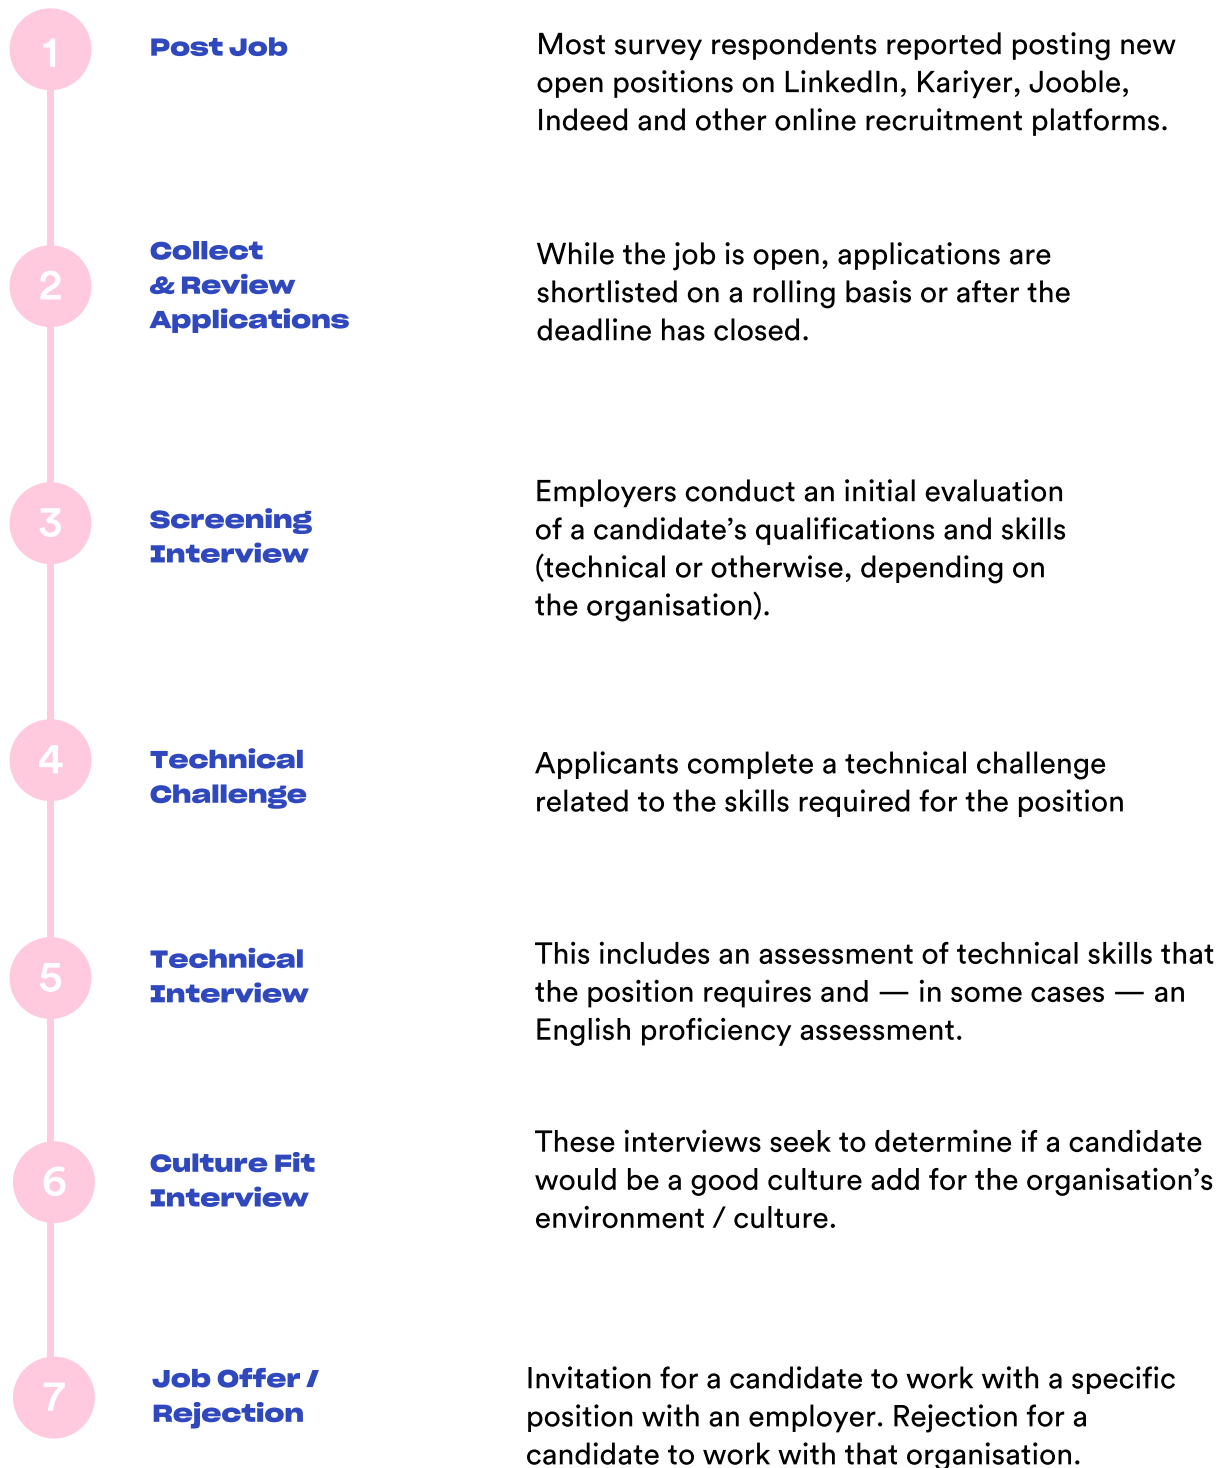 1
Post Job
Most survey respondents reported posting new
open positions on LinkedIn, Kariyer, Jooble,
Indeed and other online recruitment platforms.
2
Collect
& Review
Applications
While the job is open, applications are
shortlisted on a rolling basis or after the
deadline has closed.
3
Screening
Interview
Employers conduct an initial evaluation
of a candidate’s qualifications and skills
(technical or otherwise, depending on
the organisation).
4
Technical
Challenge
Applicants complete a technical challenge
related to the skills required for the position
5
Technical
Interview
This includes an assessment of technical skills that
the position requires and — in some cases — an
English proficiency assessment.
6
Culture Fit
Interview
These interviews seek to determine if a candidate
would be a good culture add for the organisation’s
environment / culture.
7
Job Offer /
Rejection
Invitation for a candidate to work with a specific
position with an employer. Rejection for a
candidate to work with that organisation.